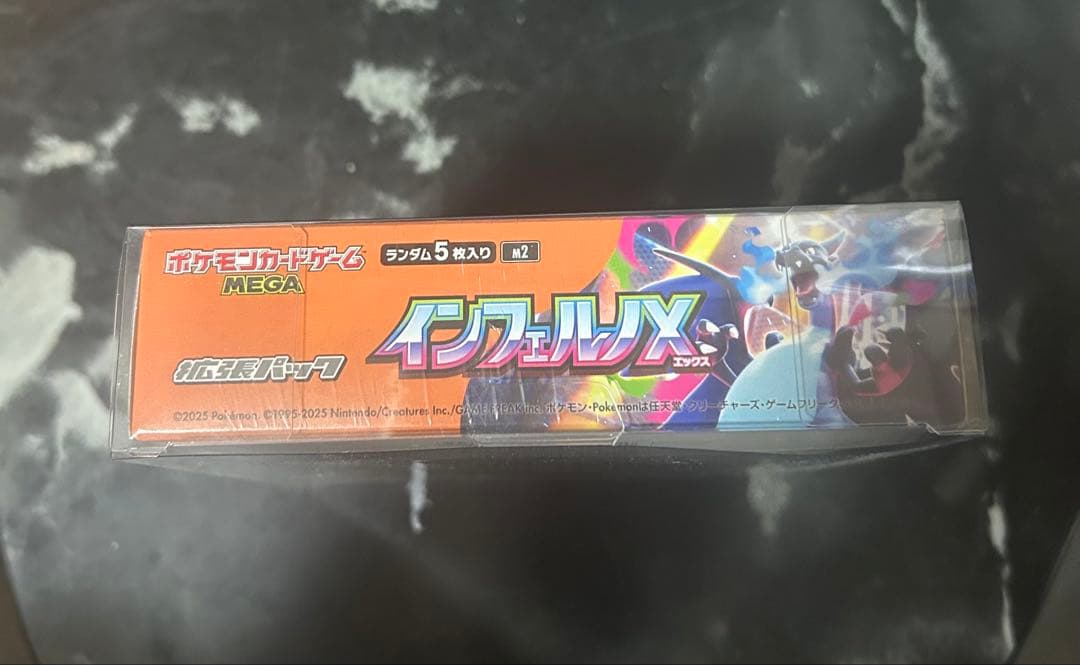 ポケモンカードゲーム
MEGA
ランダム5枚入り
M2
インフェルノX
エックス
拡張パック
©2025 Pokémon. ©1995-2025 Nintendo/Creatures Inc./GAME FREAK inc. ポケモン・Pokémonは任天堂・クリーチャーズ・ゲームフリーク